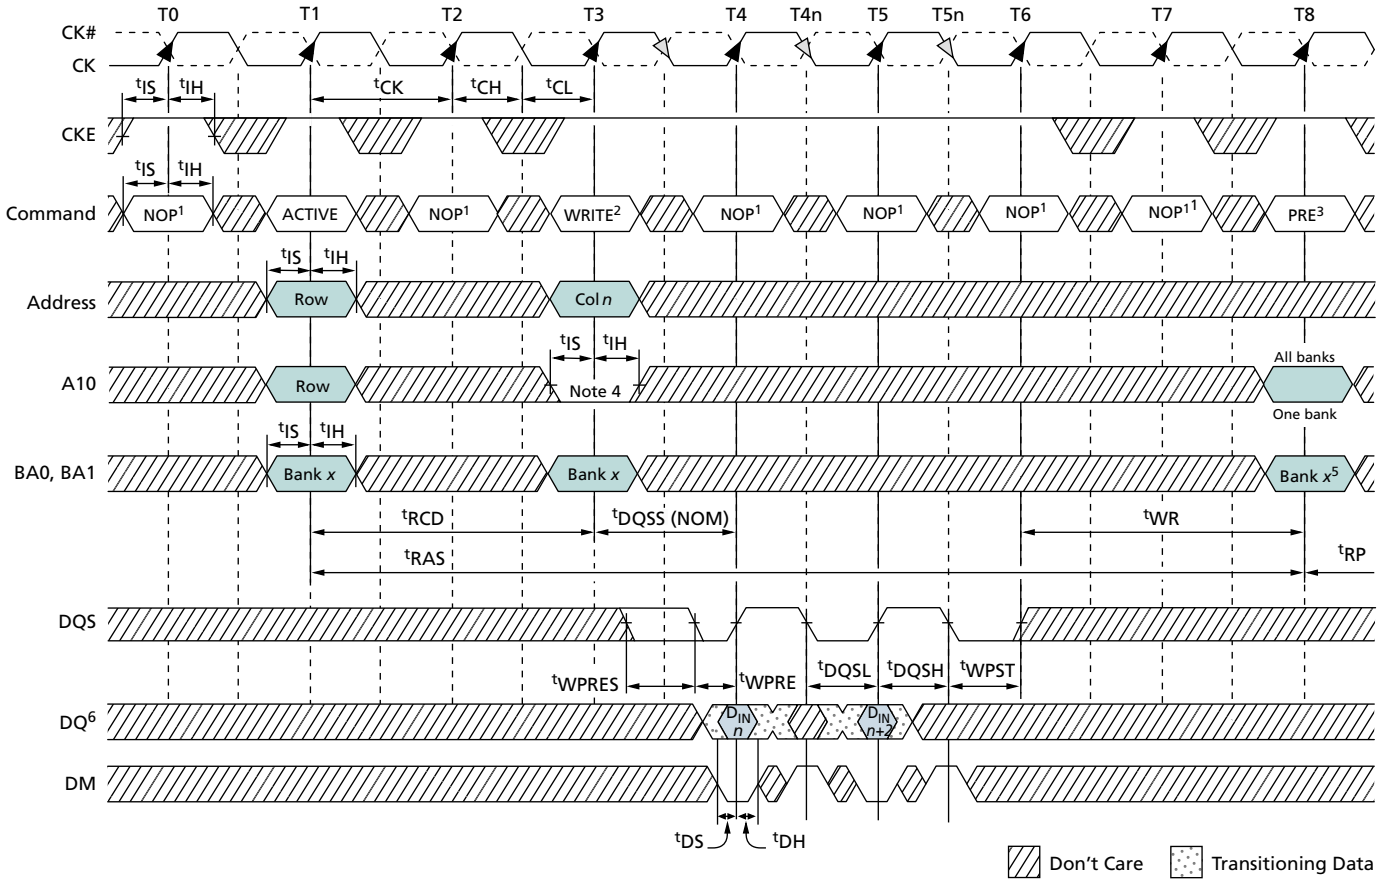 T0 T1 T2 T3 T4 T4n T5 T5n T6 T7 T8
CK#
CK
tIS tIH tCK tCH tCL
CKE
tIS tIH
Command NOP1 ACTIVE NOP1 WRITE2 NOP1 NOP1 NOP1 NOP11 PRE3
tIS tIH
Address Row Col n
tIS tIH
All banks
A10 Row Note 4
One bank
tIS tIH
BA0, BA1 Bank x Bank x Bank x5
tRCD tDQSS (NOM) tWR
tRAS tRP
DQS
tWPRES tWPRE tDQSL tDQSH tWPST
DQ6 DIN n DIN n+2
DM
tDS tDH
Don't Care Transitioning Data